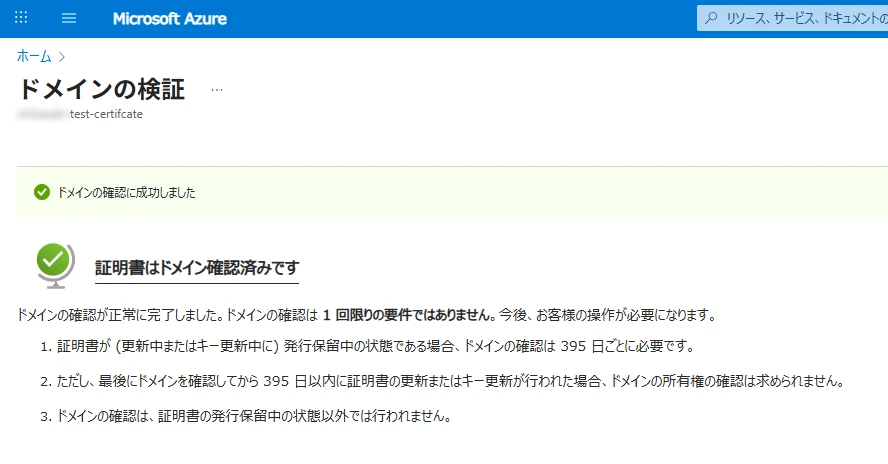 Microsoft Azure
リソース、サービス、ドキュメントの
ホーム
ドメインの検証 ...
test-certifcate
ドメインの確認に成功しました
証明書はドメイン確認済みです
ドメインの確認が正常に完了しました。ドメインの確認は 1 回限りの要件ではありません。今後、お客様の操作が必要になります。
1. 証明書が (更新中またはキー更新中に) 発行保留中の状態である場合、ドメインの確認は 395 日ごとに必要です。
2. ただし、最後にドメインを確認してから 395 日以内に証明書の更新またはキー更新が行われた場合、ドメインの所有権の確認は求められません。
3. ドメインの確認は、証明書の発行保留中の状態以外では行われません。